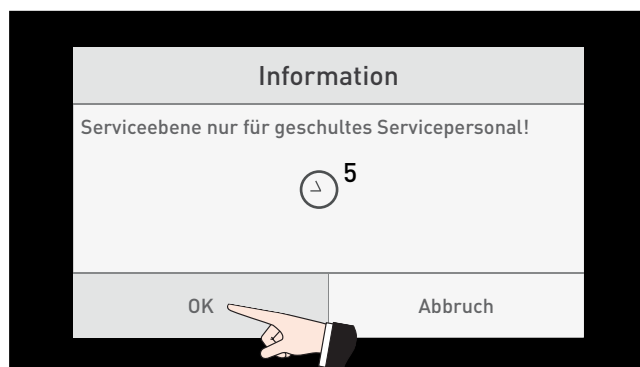 Information
Serviceebene nur für geschultes Servicepersonal!
5
OK
Abbruch